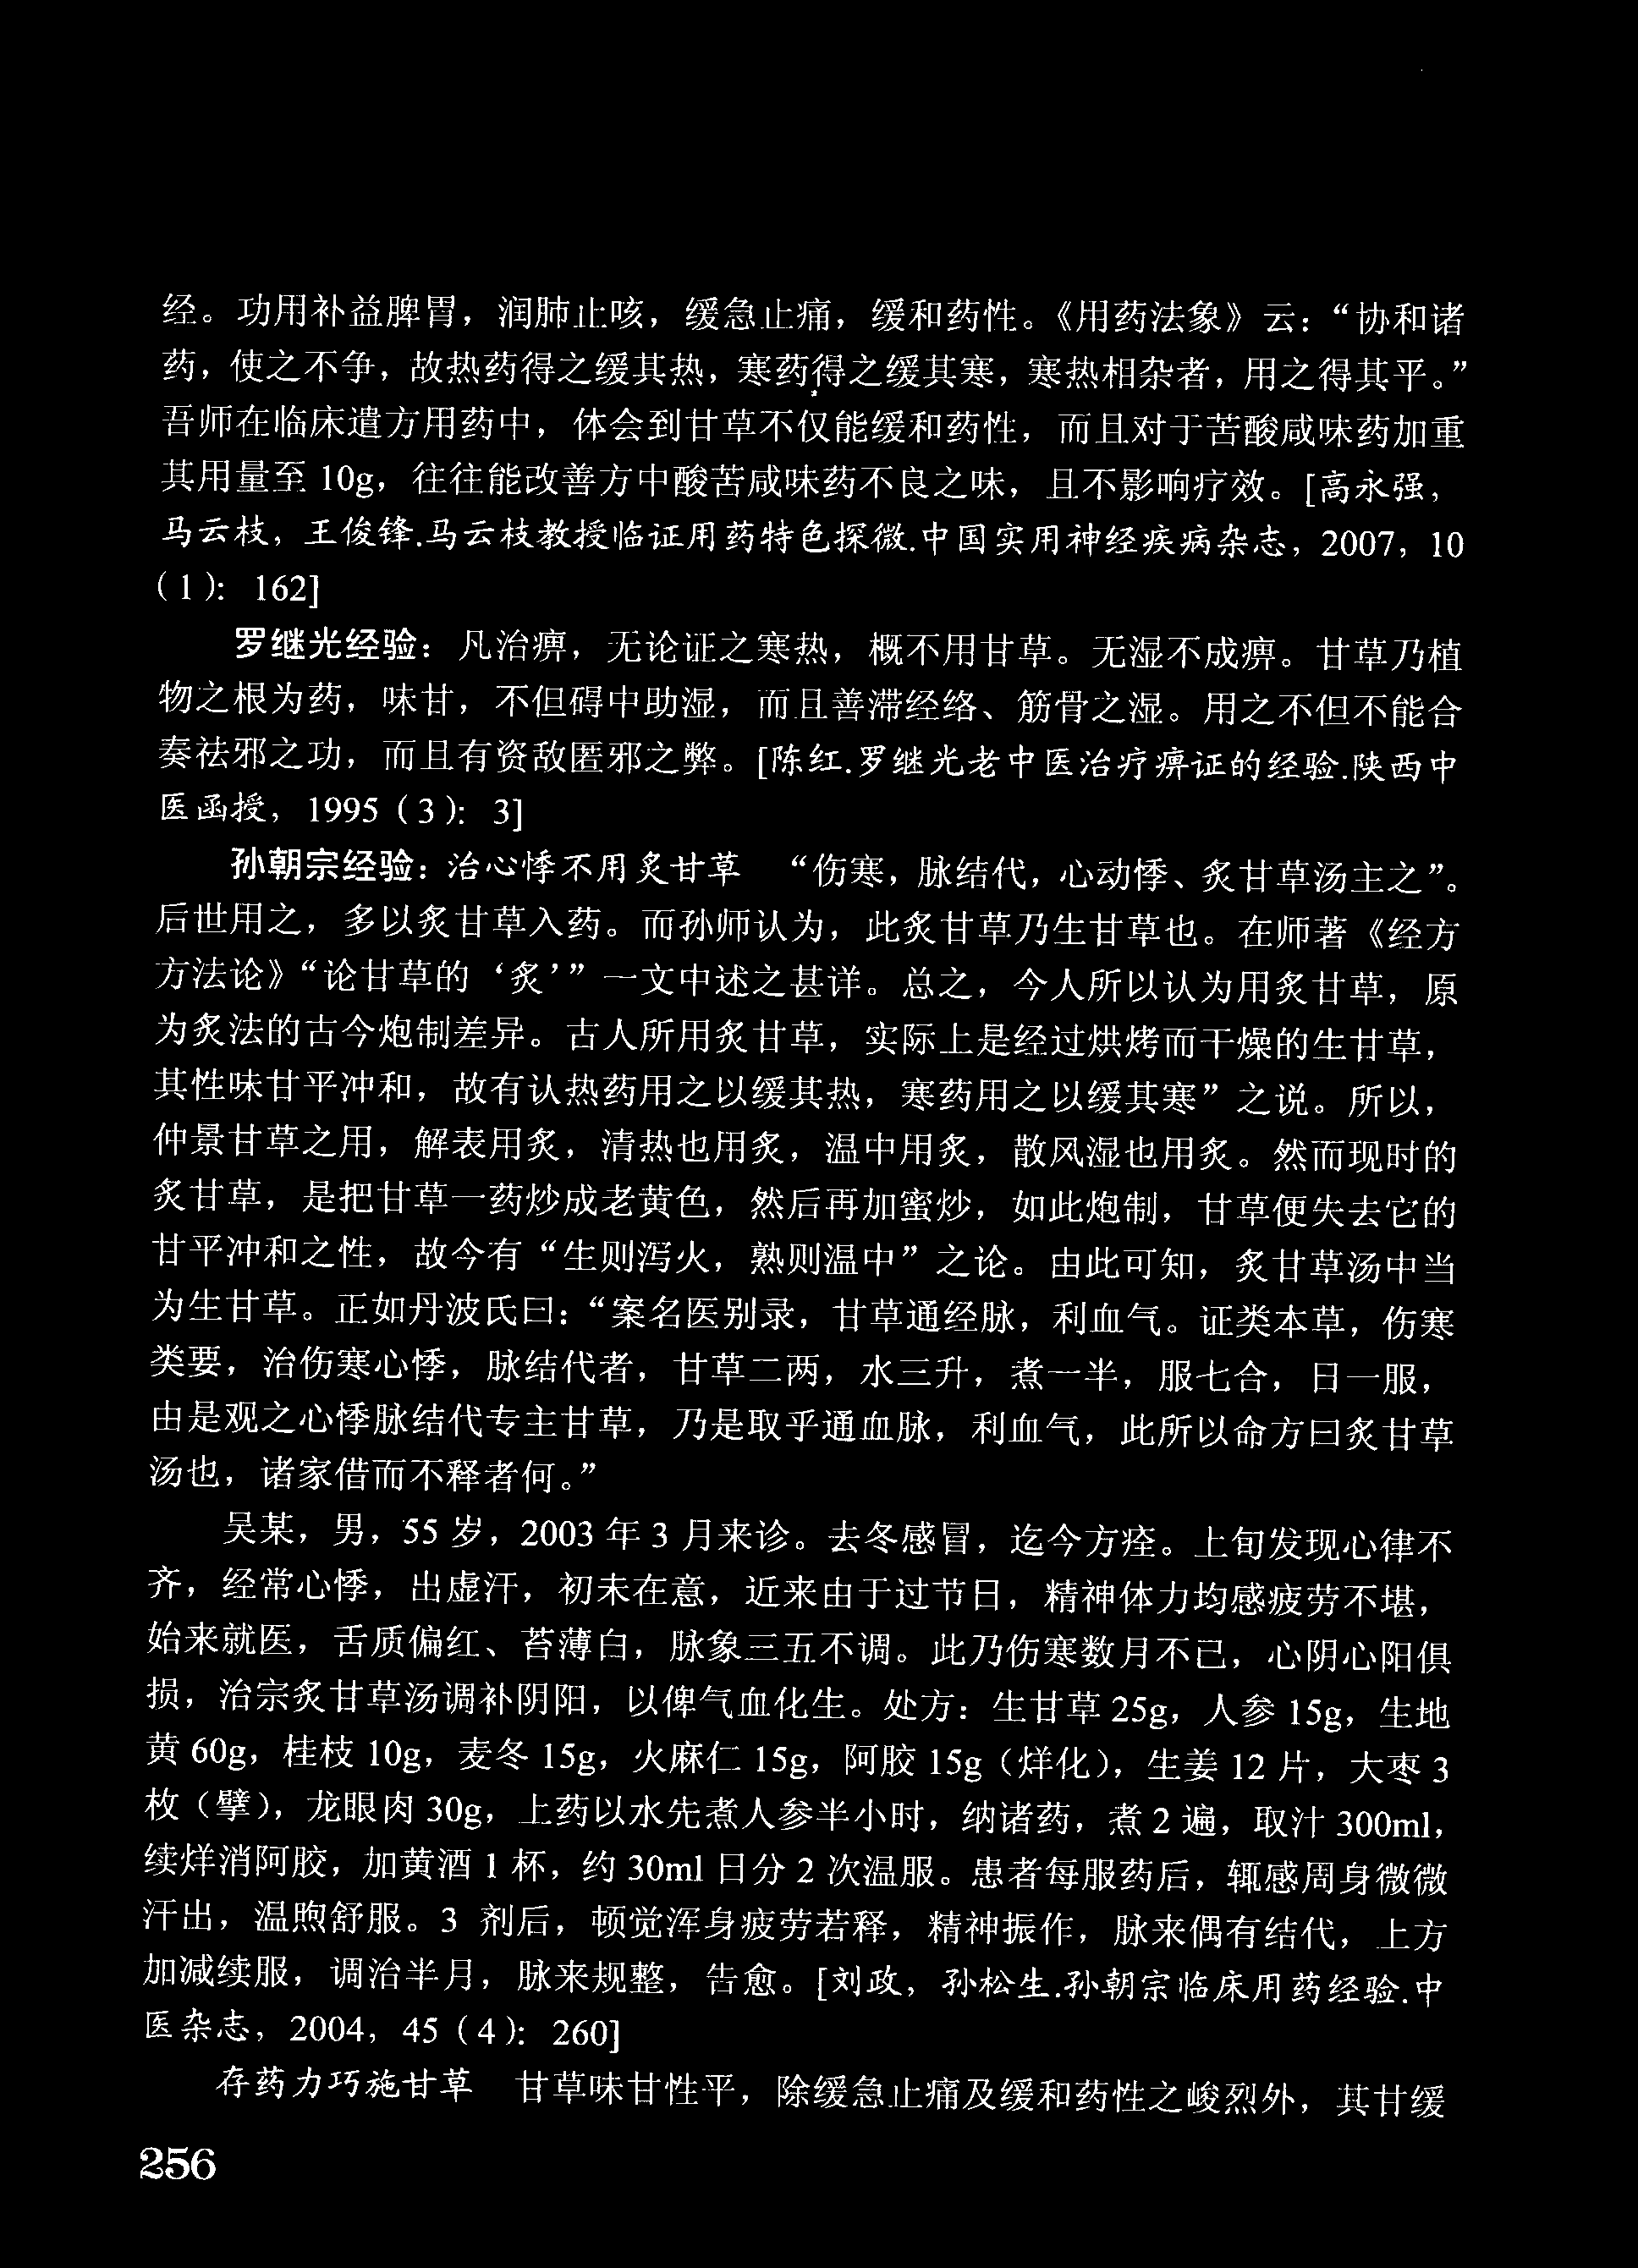 经。功用补益脾胃，润肺止咳，缓急止痛，缓和药性。《用药法象》云：“协和诸
药，使之不争，故热药得之缓其热，寒药得之缓其寒，寒热相杂者，用之得其平。”
吾师在临床遣方用药中，体会到甘草不仅能缓和药性，而且对于苦酸咸味药加重
其用量至 10g，往往能改善方中酸苦咸味药不良之味，且不影响疗效。[高永强，
马云枝，王俊锋.马云枝教授临证用药特色探微.中国实用神经疾病杂志，2007，10
（1）：162]
罗继光经验：凡治痹，无论证之寒热，概不用甘草。无湿不成痹。甘草乃植
物之根为药，味甘，不但碍中助湿，而且善滞经络、筋骨之湿。用之不但不能合
奏祛邪之功，而且有资敌匿邪之弊。[陈红.罗继光老中医治疗痹证的经验.陕西中
医函授，1995（3）：3]
孙朝宗经验：治心悸不用炙甘草　“伤寒，脉结代，心动悸、炙甘草汤主之”。
后世用之，多以炙甘草入药。而孙师认为，此炙甘草乃生甘草也。在师著《经方
方法论》“论甘草的‘炙’”一文中述之甚详。总之，今人所以认为用炙甘草，原
为炙法的古今炮制差异。古人所用炙甘草，实际上是经过烘烤而干燥的生甘草，
其性味甘平冲和，故有认热药用之以缓其热，寒药用之以缓其寒”之说。所以，
仲景甘草之用，解表用炙，清热也用炙，温中用炙，散风湿也用炙。然而现时的
炙甘草，是把甘草一药炒成老黄色，然后再加蜜炒，如此炮制，甘草便失去它的
甘平冲和之性，故今有“生则泻火，熟则温中”之论。由此可知，炙甘草汤中当
为生甘草。正如丹波氏曰：“案名医别录，甘草通经脉，利血气。证类本草，伤寒
类要，治伤寒心悸，脉结代者，甘草二两，水三升，煮一半，服七合，日一服，
由是观之心悸脉结代专主甘草，乃是取乎通血脉，利血气，此所以命方曰炙甘草
汤也，诸家借而不释者何。”
吴某，男，55 岁，2003 年 3 月来诊。去冬感冒，迄今方痊。上旬发现心律不
齐，经常心悸，出虚汗，初未在意，近来由于过节日，精神体力均感疲劳不堪，
始来就医，舌质偏红、苔薄白，脉象三五不调。此乃伤寒数月不已，心阴心阳俱
损，治宗炙甘草汤调补阴阳，以俾气血化生。处方：生甘草 25g，人参 15g，生地
黄 60g，桂枝 10g，麦冬 15g，火麻仁 15g，阿胶 15g（烊化），生姜 12 片，大枣 3
枚（擘），龙眼肉 30g，上药以水先煮人参半小时，纳诸药，煮 2 遍，取汁 300ml，
续烊消阿胶，加黄酒 1 杯，约 30ml 日分 2 次温服。患者每服药后，辄感周身微微
汗出，温煦舒服。3 剂后，顿觉浑身疲劳若释，精神振作，脉来偶有结代，上方
加减续服，调治半月，脉来规整，告愈。[刘政，孙松生.孙朝宗临床用药经验.中
医杂志，2004，45（4）：260]
存药力巧施甘草　甘草味甘性平，除缓急止痛及缓和药性之峻烈外，其甘缓
256